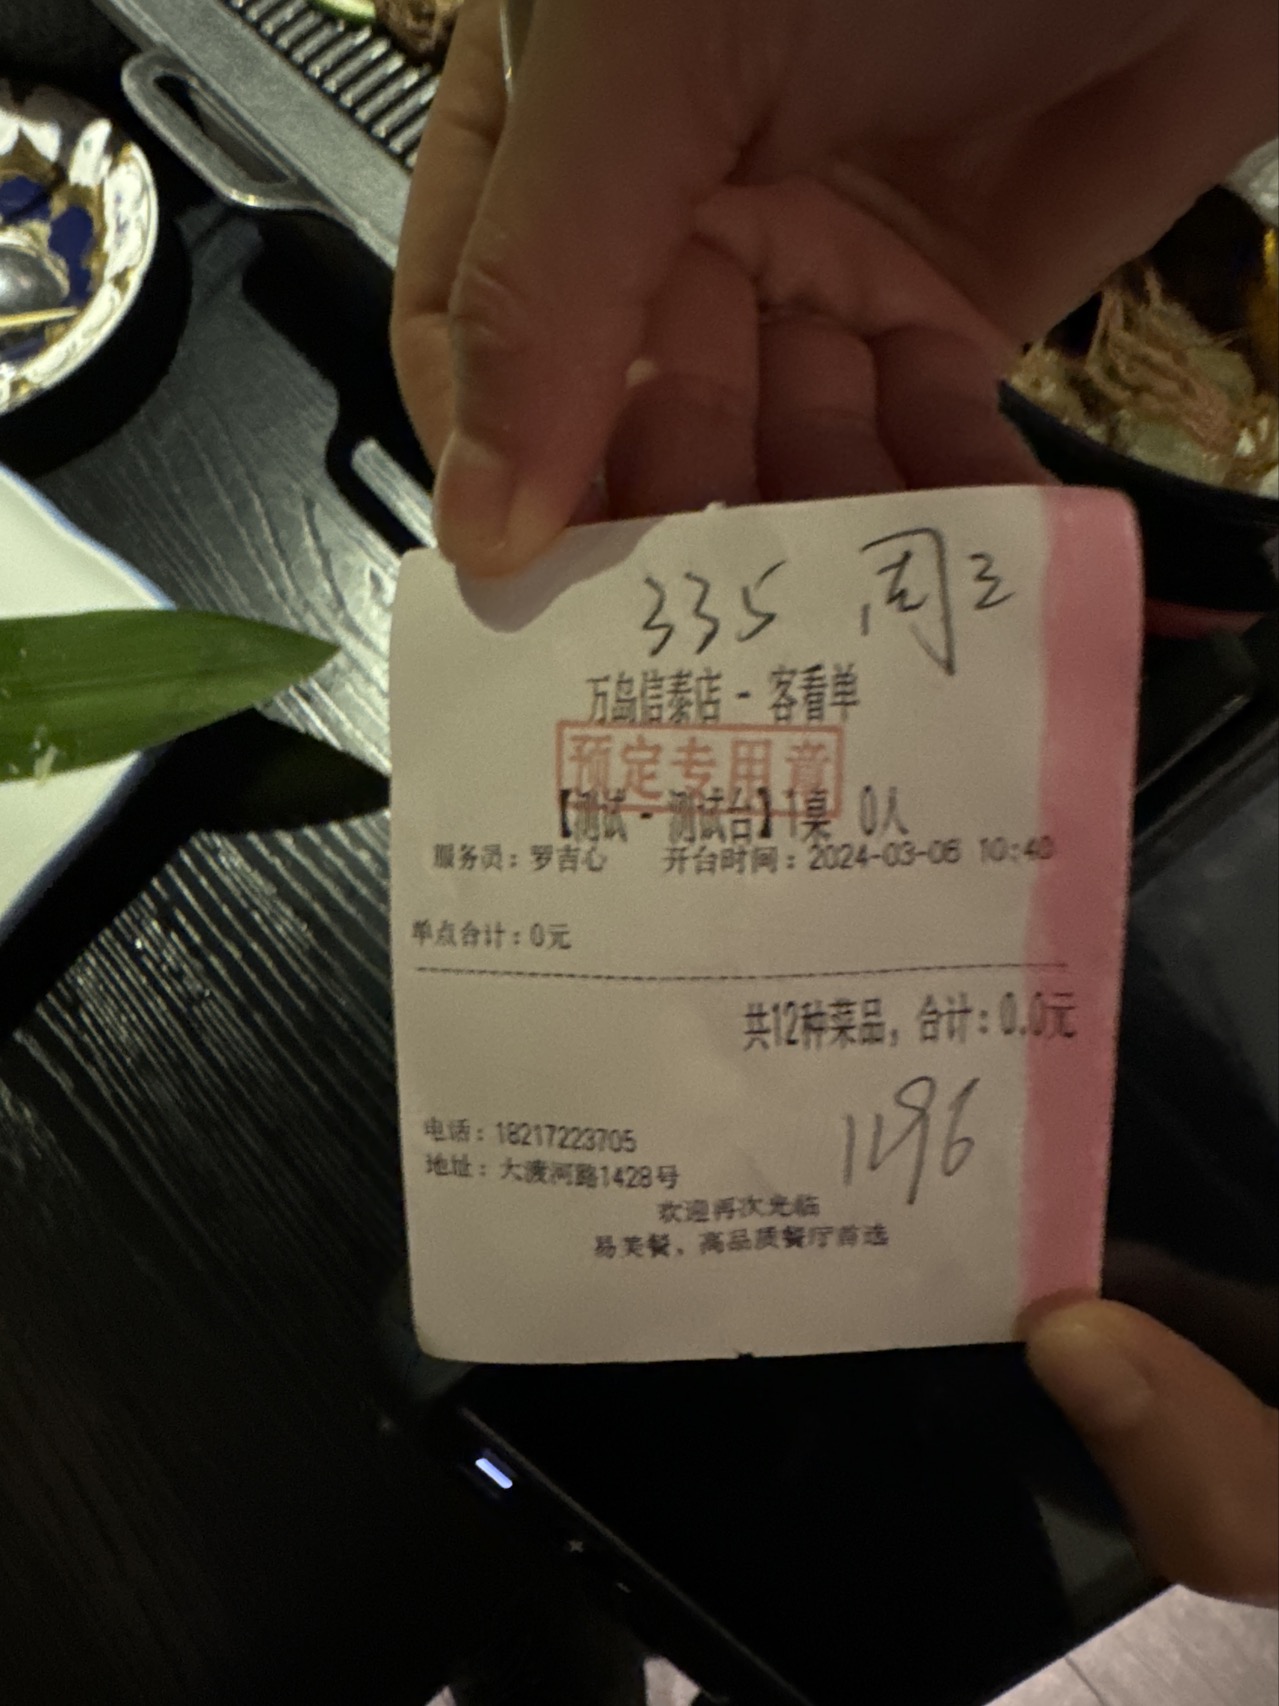 335 周三
万岛信泰店 - 客看单
预定专用章
【测试 - 测试台】1桌 0人
服务员：罗吉心 开台时间：2024-03-06 10:40
单点合计：0元
共12种菜品，合计：0.0元
1296
电话：18217223705
地址：大渡河路1428号
欢迎再次光临
易芙餐、高品质餐厅首选